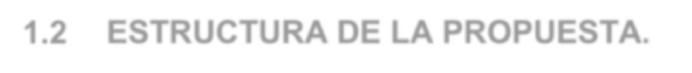 1.2 ESTRUCTURA DE LA PROPUESTA.